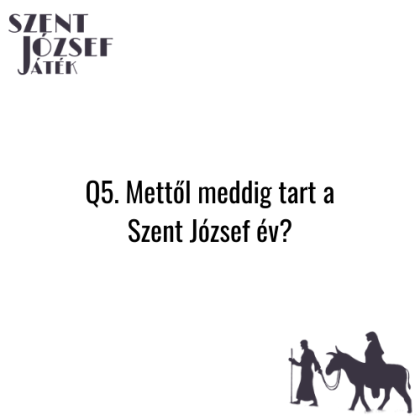 SZENT
JÓZSEF
JÁTÉK
Q5. Mettől meddig tart a
Szent József év?